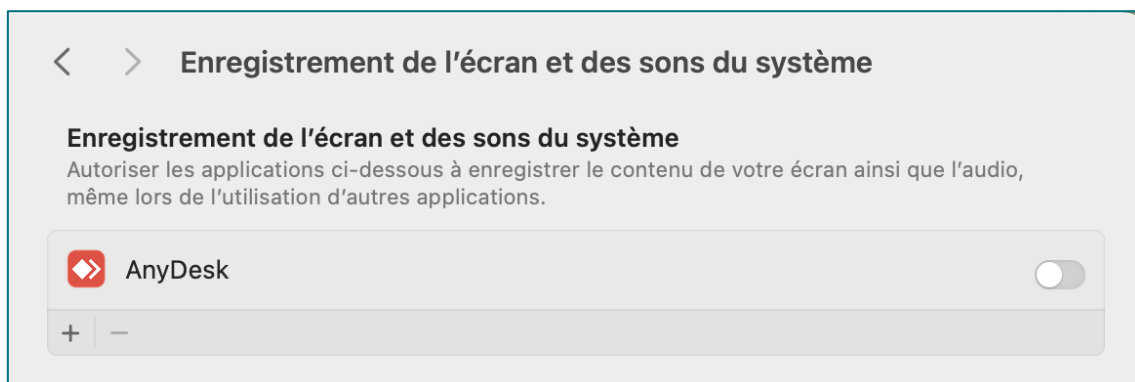 Enregistrement de l’écran et des sons du système
Enregistrement de l’écran et des sons du système
Autoriser les applications ci-dessous à enregistrer le contenu de votre écran ainsi que l’audio,
même lors de l’utilisation d’autres applications.
AnyDesk